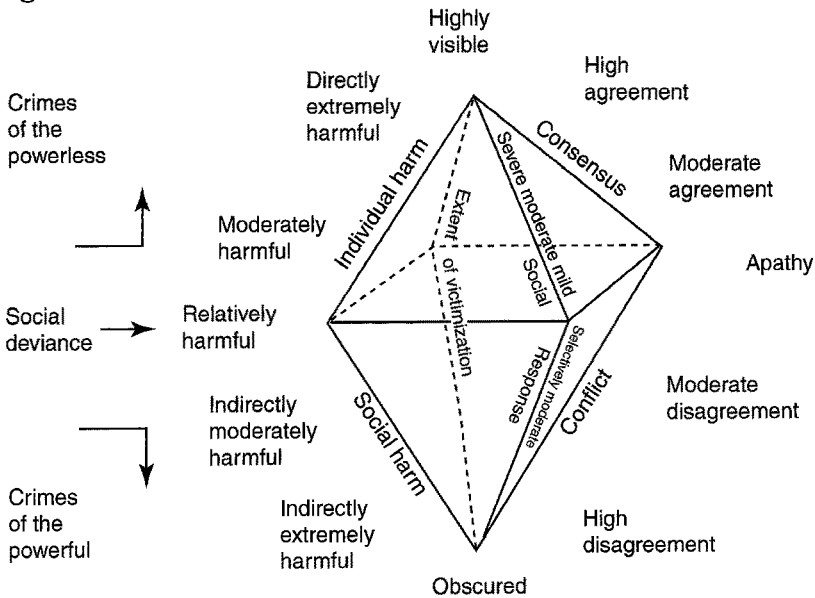 Highly
visible
High
agreement
Directly
extremely
harmful
Crimes
of the
powerless
Consensus
Moderate
agreement
Individual harm
Severe moderate mild
Extent
of victimization
Moderately
harmful
Social
Response
Apathy
Social
deviance
Relatively
harmful
Selectively moderate
Conflict
Moderate
disagreement
Indirectly
moderately
harmful
Social harm
Crimes
of the
powerful
Indirectly
extremely
harmful
High
disagreement
Obscured